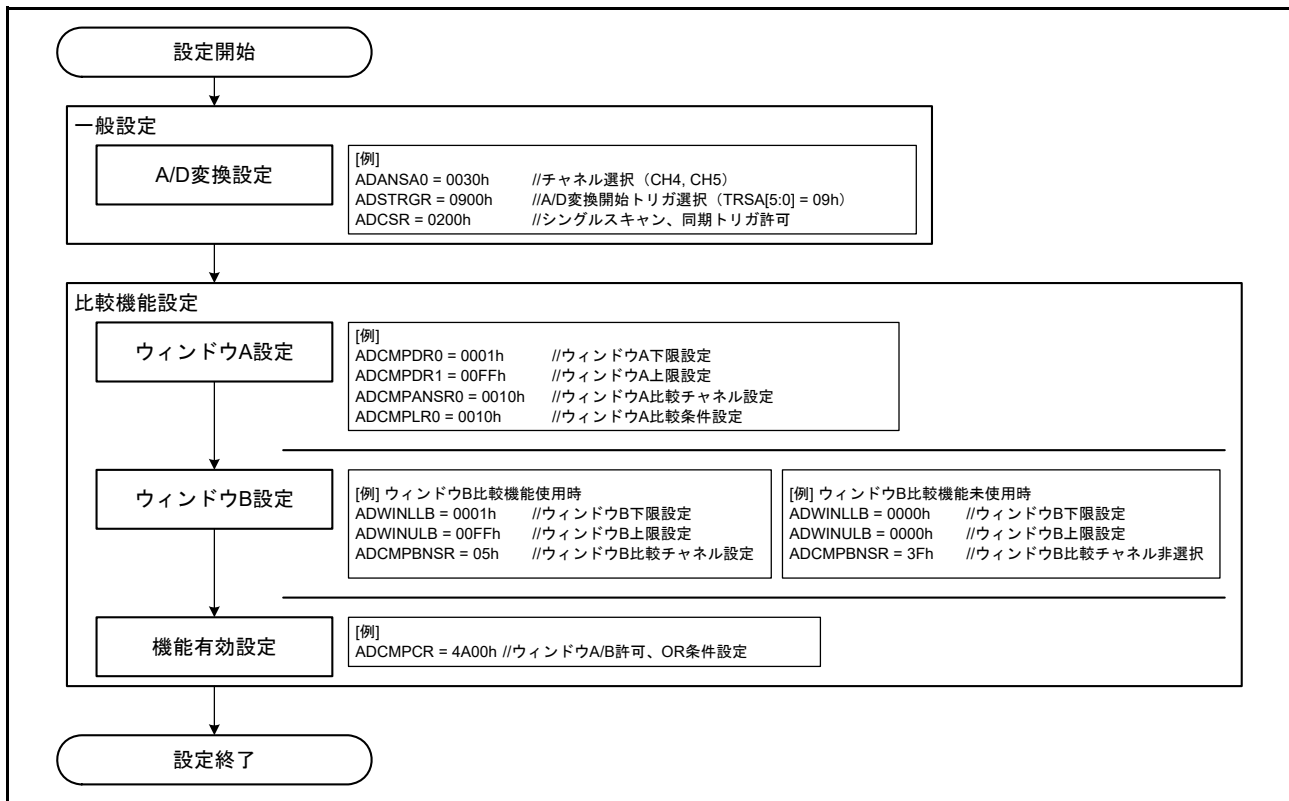 設定開始
一般設定
A/D変換設定
[例]
ADANSA0 = 0030h //チャネル選択（CH4, CH5）
ADSTRGR = 0900h //A/D変換開始トリガ選択（TRSA[5:0] = 09h）
ADCSR = 0200h //シングルスキャン、同期トリガ許可
比較機能設定
ウィンドウA設定
[例]
ADCMPDR0 = 0001h //ウィンドウA下限設定
ADCMPDR1 = 00FFh //ウィンドウA上限設定
ADCMPANSR0 = 0010h //ウィンドウA比較チャネル設定
ADCMPLR0 = 0010h //ウィンドウA比較条件設定
ウィンドウB設定
[例] ウィンドウB比較機能使用時
ADWINLLB = 0001h //ウィンドウB下限設定
ADWINULB = 00FFh //ウィンドウB上限設定
ADCMPBNSR = 05h //ウィンドウB比較チャネル設定
[例] ウィンドウB比較機能未使用時
ADWINLLB = 0000h //ウィンドウB下限設定
ADWINULB = 0000h //ウィンドウB上限設定
ADCMPBNSR = 3Fh //ウィンドウB比較チャネル非選択
機能有効設定
[例]
ADCMPCR = 4A00h //ウィンドウA/B許可、OR条件設定
設定終了